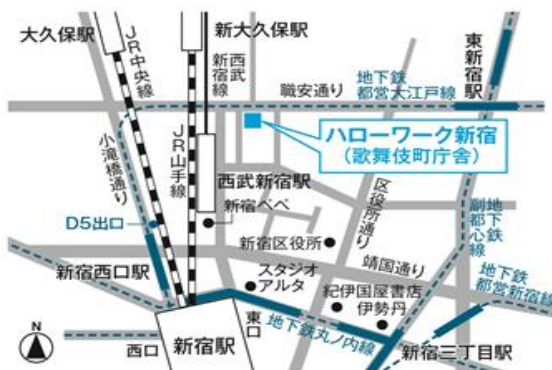 大久保駅
新大久保駅
東新宿駅
JR中央線
西武新宿線
職安通り
地下鉄
都営大江戸線
ハローワーク新宿
(歌舞伎町庁舎)
小滝橋通り
JR山手線
西武新宿駅
新宿ペペ
区役所通り
D5出口
新宿区役所
地下鉄
副都心線
新宿西口駅
靖国通り
スタジオ
アルタ
紀伊国屋書店
伊勢丹
地下鉄
都営新宿線
N
西口
新宿駅
東口
地下鉄丸ノ内線
新宿三丁目駅